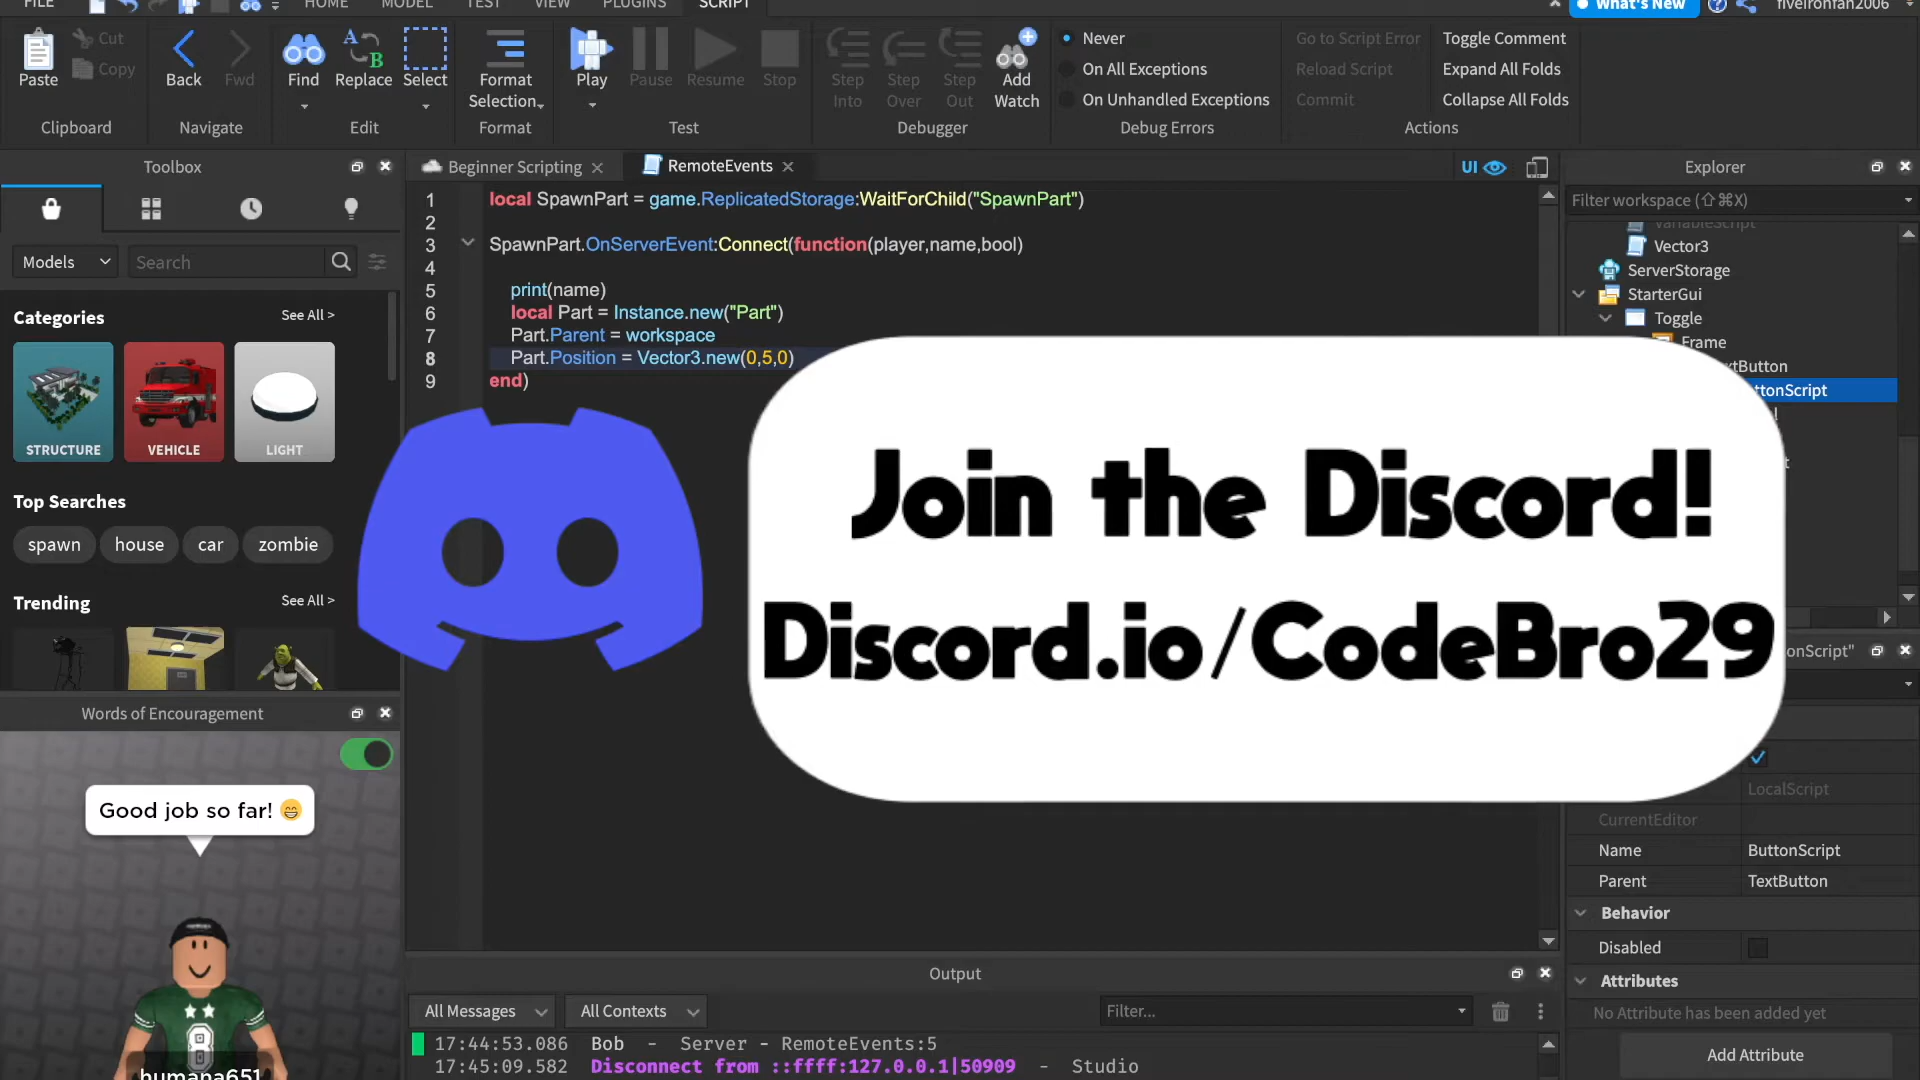 FILE
HOME
MODEL
TEST
VIEW
PLUGINS
SCRIPT
What's New
fiveironfan2006
Paste
Cut
Copy
Clipboard
Back
Fwd
Navigate
Find
Replace
Select
Edit
Format
Selection
Format
Play
Pause
Resume
Stop
Test
Step
Into
Step
Over
Step
Out
Add
Watch
Debugger
Never
On All Exceptions
On Unhandled Exceptions
Debug Errors
Go to Script Error
Reload Script
Commit
Toggle Comment
Expand All Folds
Collapse All Folds
Actions
Toolbox
Models
Search
Categories
See All >
STRUCTURE
VEHICLE
LIGHT
Top Searches
spawn
house
car
zombie
Trending
See All >
Words of Encouragement
Good job so far! 😁
8
humana651
Beginner Scripting
RemoteEvents
UI
1 local SpawnPart = game.ReplicatedStorage:WaitForChild("SpawnPart")
2
3 SpawnPart.OnServerEvent:Connect(function(player,name,bool)
4
5 print(name)
6 local Part = Instance.new("Part")
7 Part.Parent = workspace
8 Part.Position = Vector3.new(0,5,0)
9 end)
Join the Discord!
Discord.io/CodeBro29
Output
All Messages
All Contexts
Filter...
17:44:53.086 Bob - Server - RemoteEvents:5
17:45:09.582 Disconnect from ::ffff:127.0.0.1|50909 - Studio
Explorer
Filter workspace (⇧⌘X)
VariableScript
Vector3
ServerStorage
StarterGui
Toggle
Frame
xtButton
ttonScript
onScript"
LocalScript
CurrentEditor
Name ButtonScript
Parent TextButton
Behavior
Disabled
Attributes
No Attribute has been added yet
Add Attribute